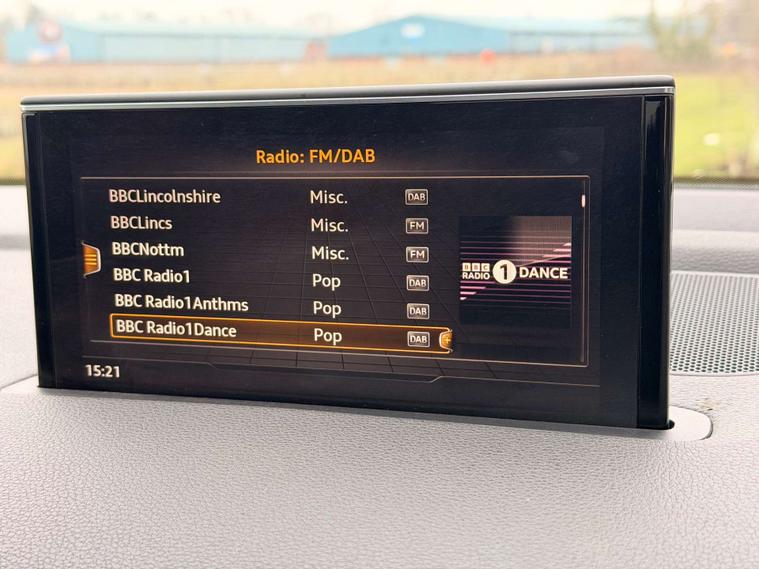 Radio: FM/DAB
BBCLincolnshire Misc. DAB
BBCLincs Misc. FM
BBCNottm Misc. FM
BBC Radio1 Pop DAB
BBC Radio1Anthms Pop DAB
BBC Radio1Dance Pop DAB
BBC
RADIO 1 DANCE
15:21